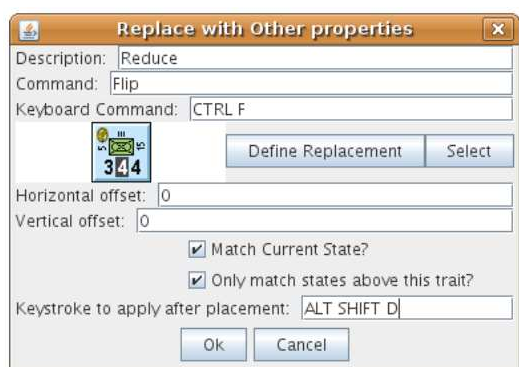 Replace with Other properties
Description: Reduce
Command: Flip
Keyboard Command: CTRL F
344
Define Replacement Select
Horizontal offset: 0
Vertical offset: 0
Match Current State?
Only match states above this trait?
Keystroke to apply after placement: ALT SHIFT D
Ok Cancel